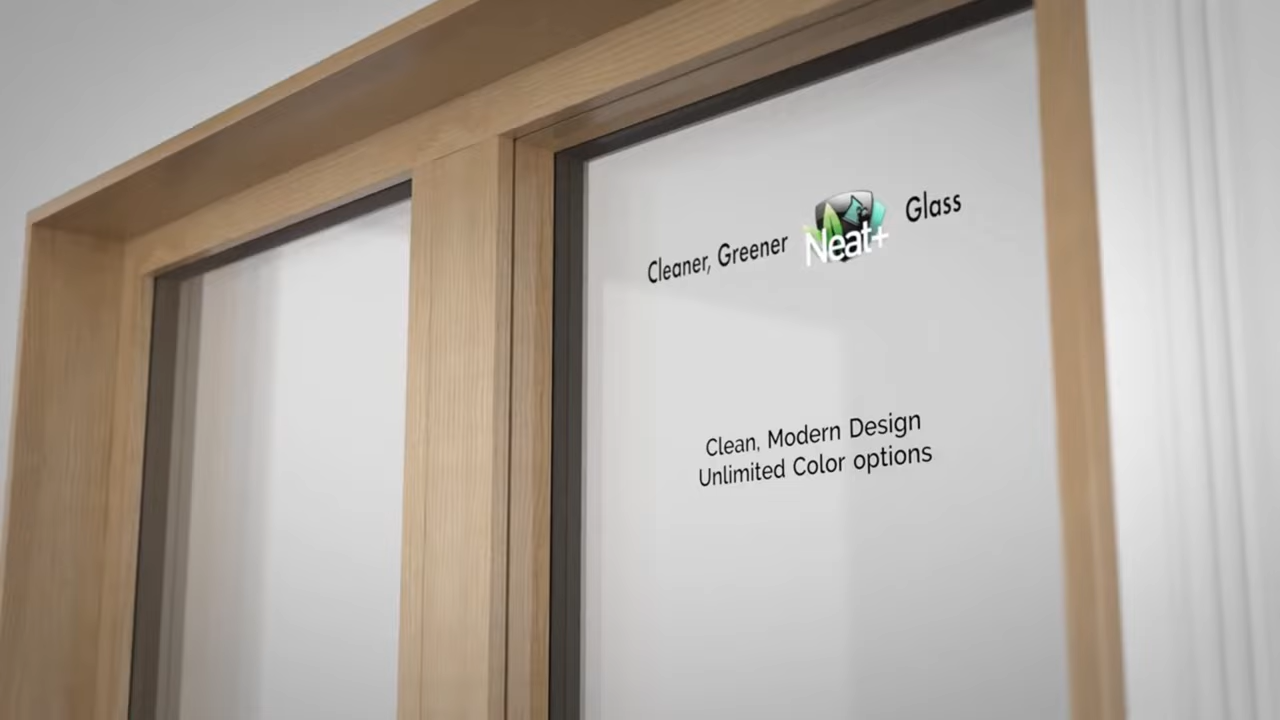 Cleaner, Greener Neat+ Glass
Clean, Modern Design
Unlimited Color options